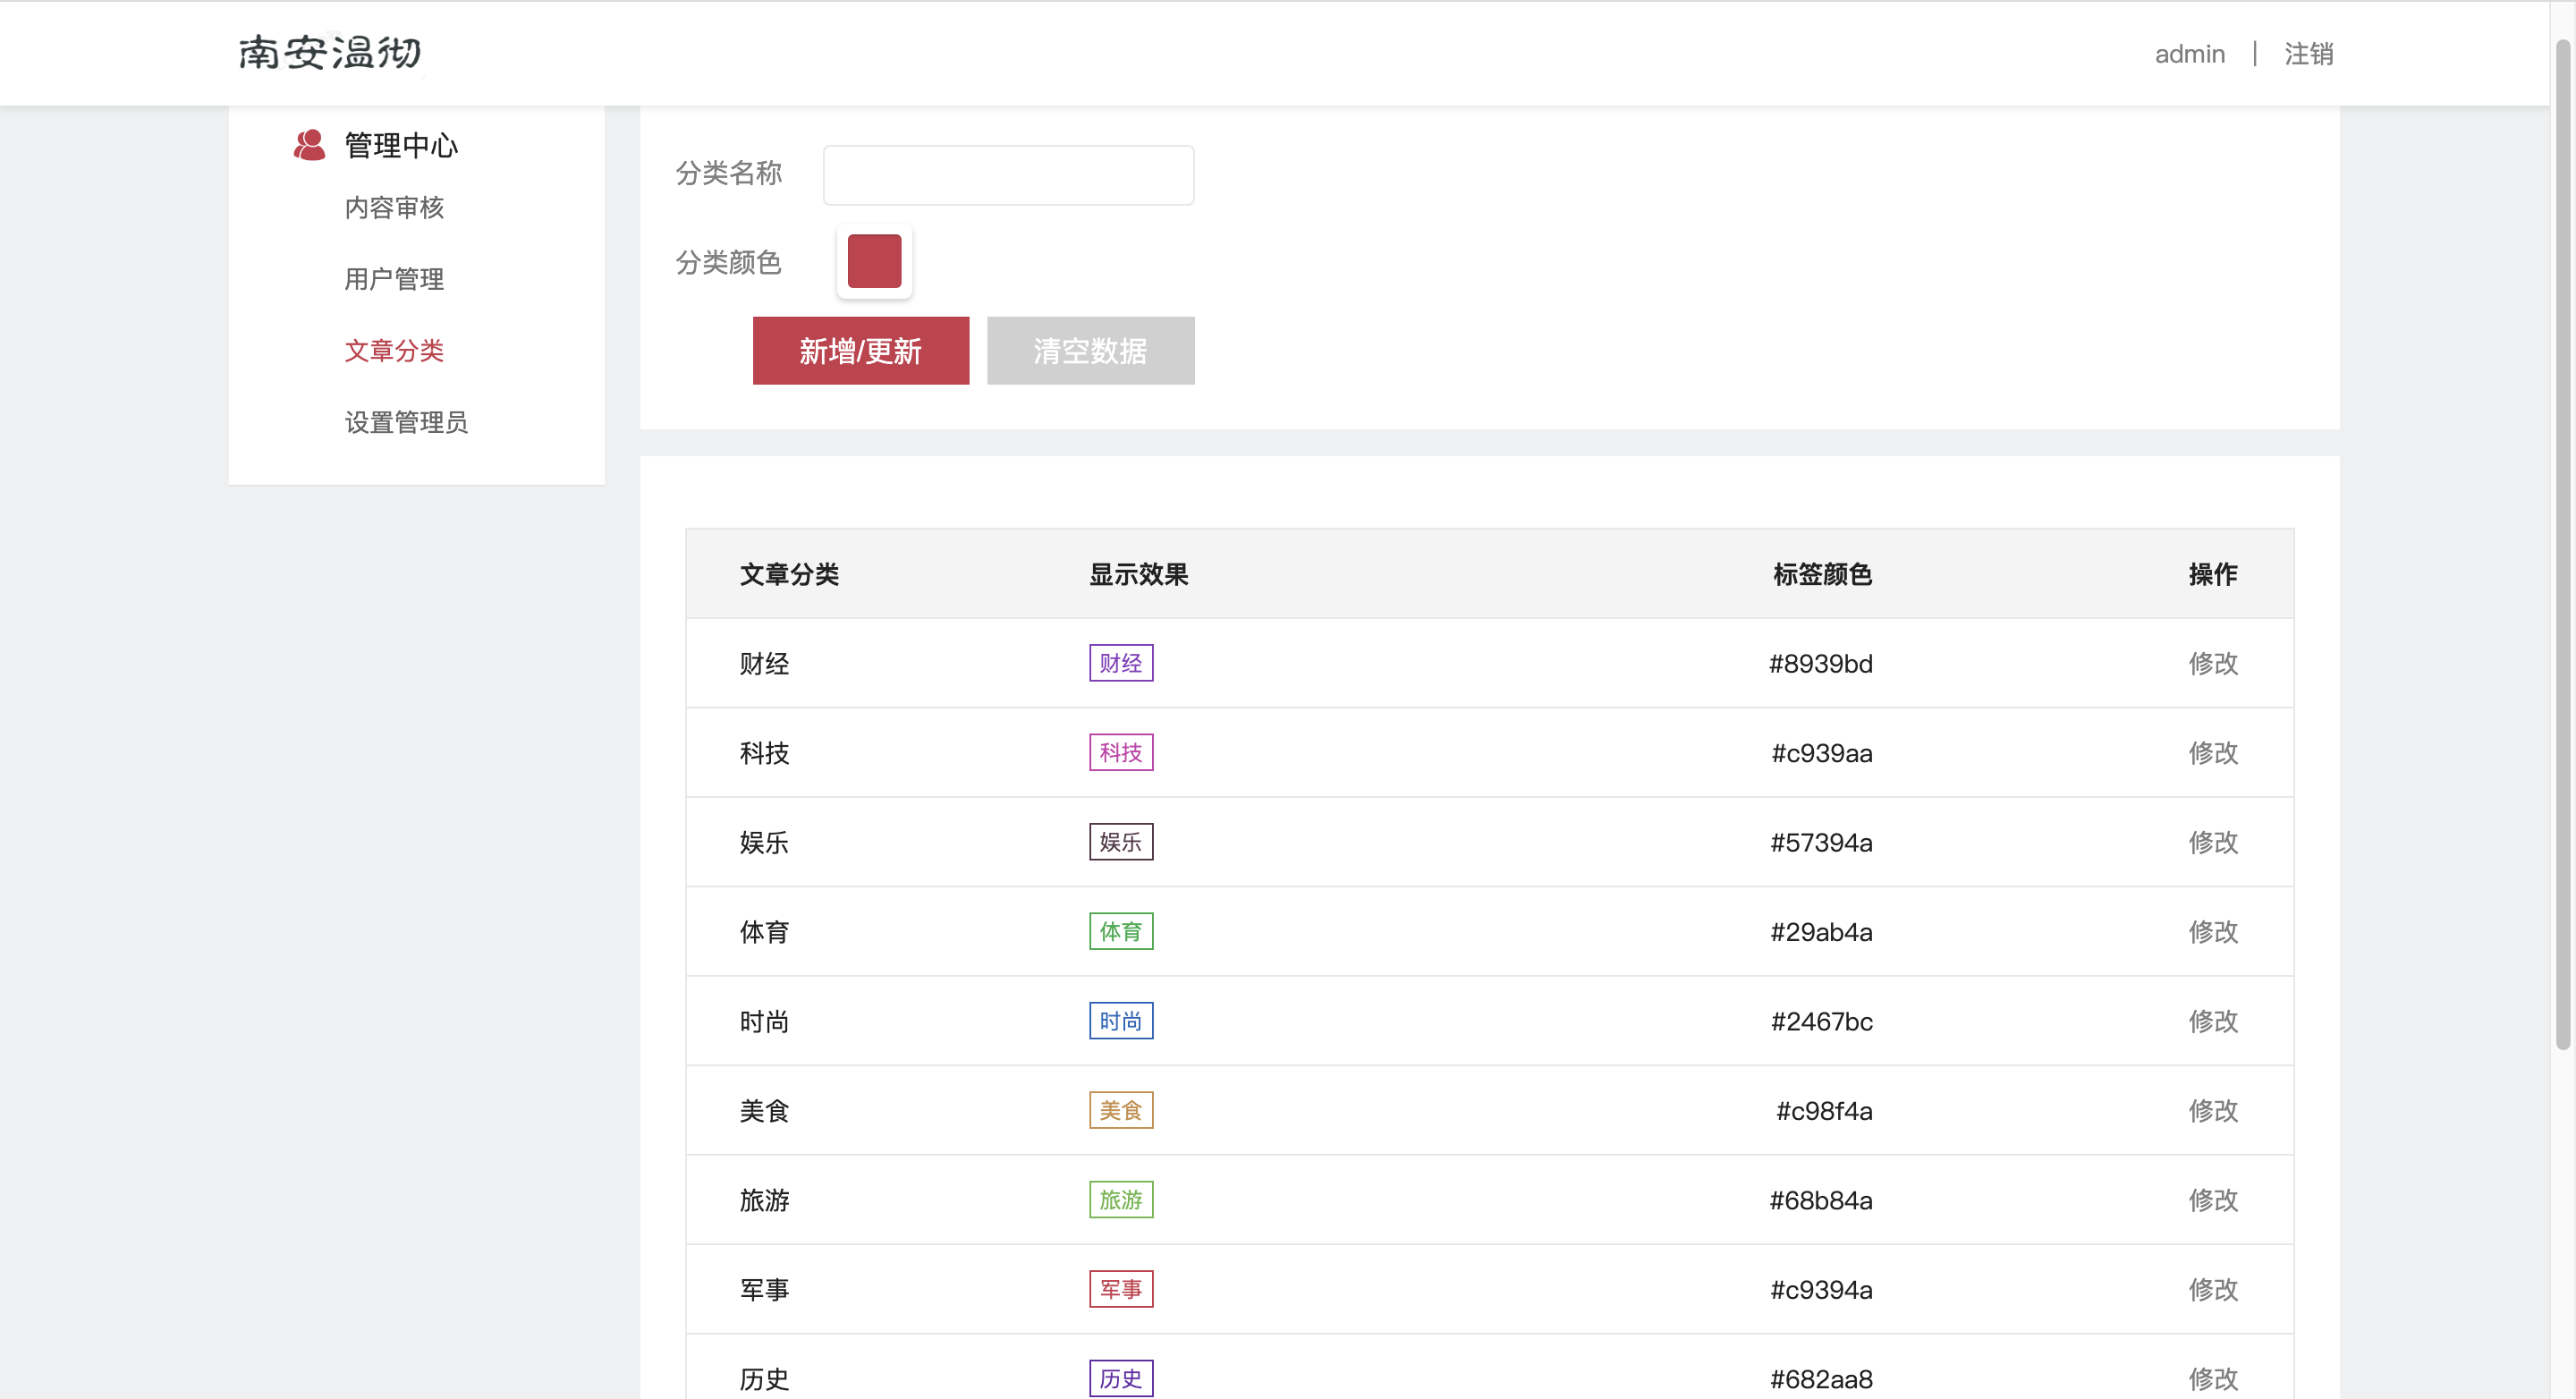 南安温彻
admin | 注销
管理中心
内容审核
用户管理
文章分类
设置管理员
分类名称
分类颜色
新增/更新 清空数据
文章分类 显示效果 标签颜色 操作
财经 财经 #8939bd 修改
科技 科技 #c939aa 修改
娱乐 娱乐 #57394a 修改
体育 体育 #29ab4a 修改
时尚 时尚 #2467bc 修改
美食 美食 #c98f4a 修改
旅游 旅游 #68b84a 修改
军事 军事 #c9394a 修改
历史 历史 #682aa8 修改